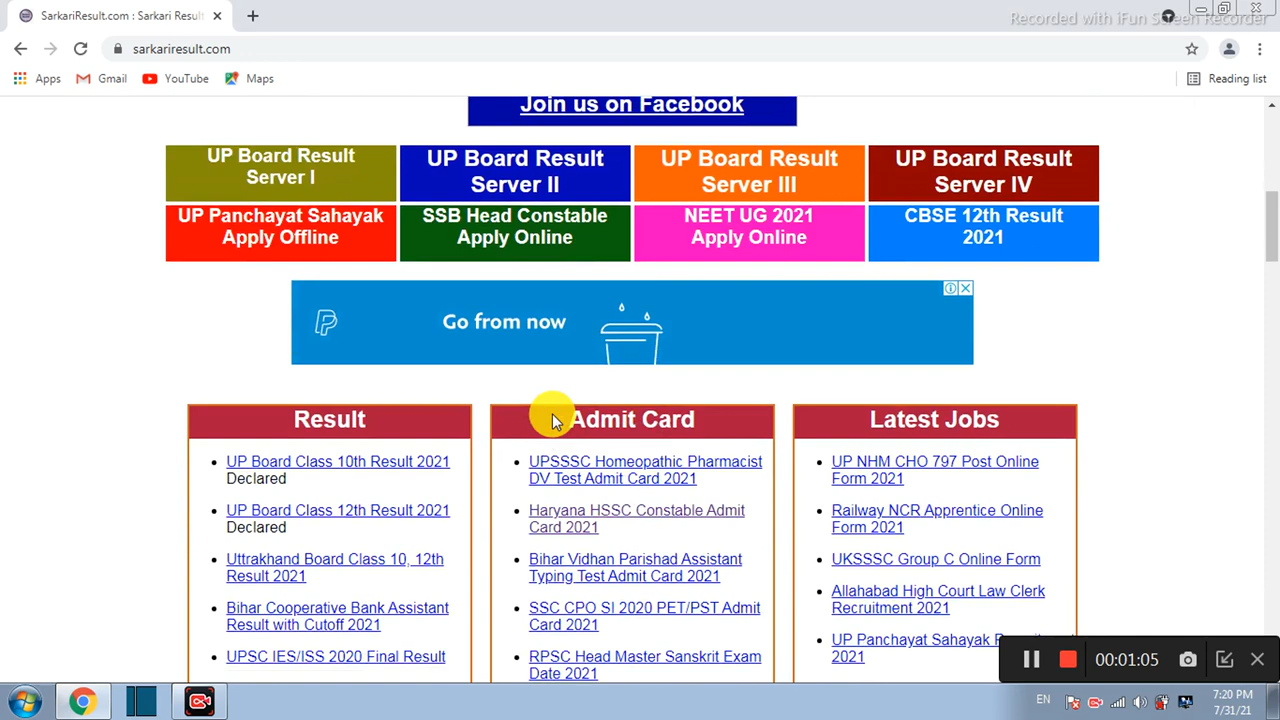 SarkariResult.com : Sarkari Resul
Recorded with iFun Screen Recorder
sarkariresult.com
Apps
Gmail
YouTube
Maps
Reading list
Join us on Facebook
UP Board Result
Server I
UP Board Result
Server II
UP Board Result
Server III
UP Board Result
Server IV
UP Panchayat Sahayak
Apply Offline
SSB Head Constable
Apply Online
NEET UG 2021
Apply Online
CBSE 12th Result
2021
Go from now
Result
UP Board Class 10th Result 2021
Declared
UP Board Class 12th Result 2021
Declared
Uttrakhand Board Class 10, 12th
Result 2021
Bihar Cooperative Bank Assistant
Result with Cutoff 2021
UPSC IES/ISS 2020 Final Result
Admit Card
UPSSSC Homeopathic Pharmacist
DV Test Admit Card 2021
Haryana HSSC Constable Admit
Card 2021
Bihar Vidhan Parishad Assistant
Typing Test Admit Card 2021
SSC CPO SI 2020 PET/PST Admit
Card 2021
RPSC Head Master Sanskrit Exam
Date 2021
Latest Jobs
UP NHM CHO 797 Post Online
Form 2021
Railway NCR Apprentice Online
Form 2021
UKSSSC Group C Online Form
Allahabad High Court Law Clerk
Recruitment 2021
UP Panchayat Sahayak
2021
00:01:05
EN
7:20 PM
7/31/21